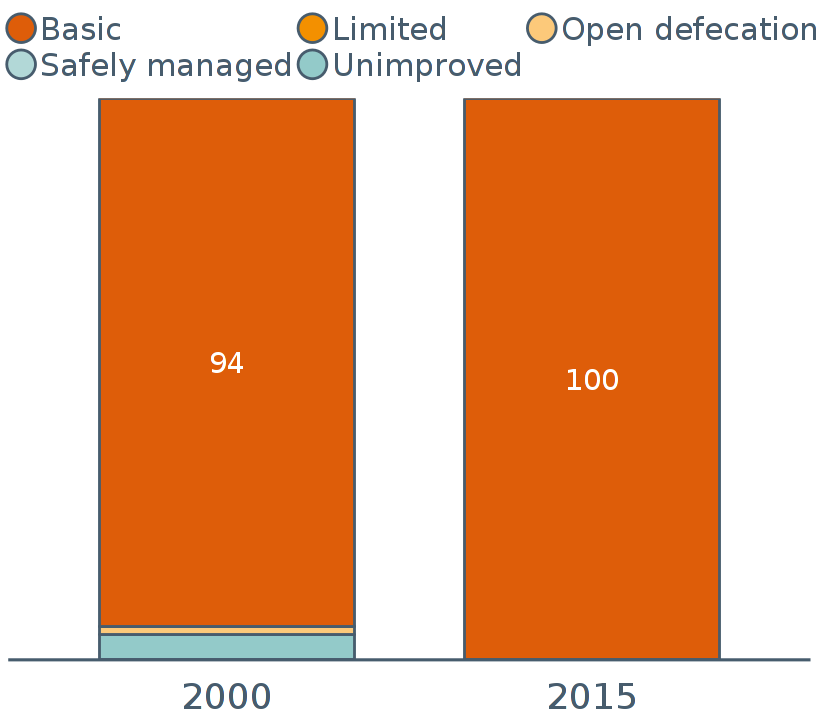 Basic Limited Open defecation
Safely managed Unimproved
94
100
2000 2015